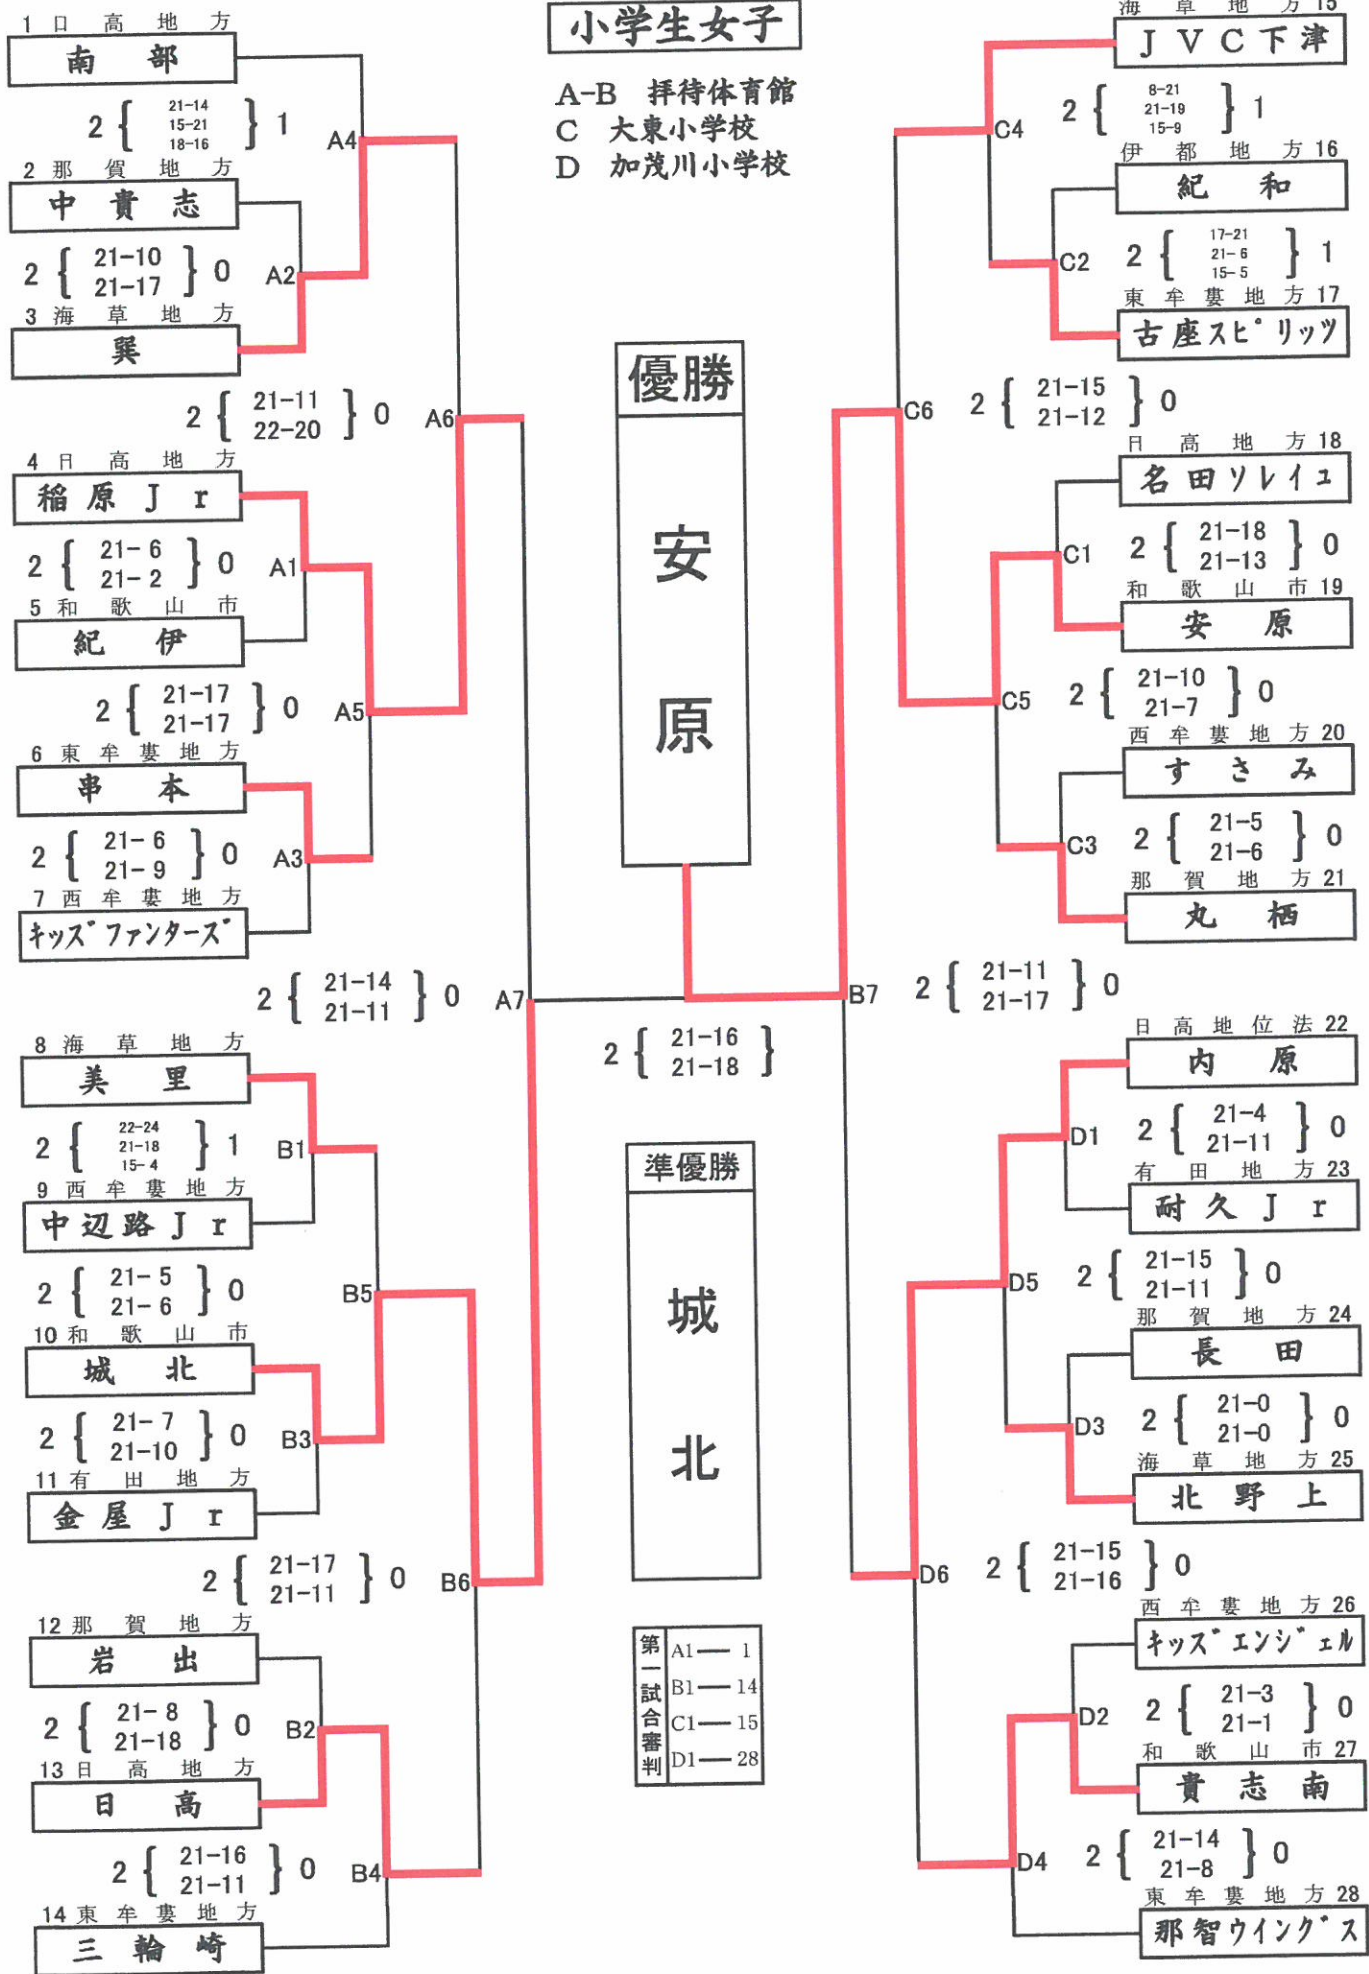 小学生女子
A-B 拝待体育館
C 大東小学校
D 加茂川小学校
1 日高地方
南部
2 { 21-14 15-21 18-16 } 1
A4
2 那賀地方
中貴志
2 { 21-10 21-17 } 0
A2
3 海草地方
巽
2 { 21-11 22-20 } 0
A6
4 日高地方
稲原Jr
2 { 21-6 21-2 } 0
A1
5 和歌山市
紀伊
2 { 21-17 21-17 } 0
A5
6 東牟婁地方
串本
2 { 21-6 21-9 } 0
A3
7 西牟婁地方
キッズファンターズ
2 { 21-14 21-11 } 0
A7
8 海草地方
美里
2 { 22-24 21-18 15-4 } 1
B1
9 西牟婁地方
中辺路Jr
2 { 21-5 21-6 } 0
B5
10 和歌山市
城北
2 { 21-7 21-10 } 0
B3
11 有田地方
金屋Jr
2 { 21-17 21-11 } 0
B6
12 那賀地方
岩出
2 { 21-8 21-18 } 0
B2
13 日高地方
日高
2 { 21-16 21-11 } 0
B4
14 東牟婁地方
三輪崎
優勝
安原
2 { 21-16 21-18 }
準優勝
城北
第一試合審判
A1── 1
B1── 14
C1── 15
D1── 28
海草地方 15
JVC下津
C4
2 { 8-21 21-19 15-9 } 1
伊都地方 16
紀和
C2
2 { 17-21 21-6 15-5 } 1
東牟婁地方 17
古座スピリッツ
C6
2 { 21-15 21-12 } 0
日高地方 18
名田ソレイユ
C1
2 { 21-18 21-13 } 0
和歌山市 19
安原
C5
2 { 21-10 21-7 } 0
西牟婁地方 20
すさみ
C3
2 { 21-5 21-6 } 0
那賀地方 21
丸栖
B7
2 { 21-11 21-17 } 0
日高地位法 22
内原
D1
2 { 21-4 21-11 } 0
有田地方 23
耐久Jr
D5
2 { 21-15 21-11 } 0
那賀地方 24
長田
D3
2 { 21-0 21-0 } 0
海草地方 25
北野上
D6
2 { 21-15 21-16 } 0
西牟婁地方 26
キッズエンジェル
D2
2 { 21-3 21-1 } 0
和歌山市 27
貴志南
D4
2 { 21-14 21-8 } 0
東牟婁地方 28
那智ウイングス